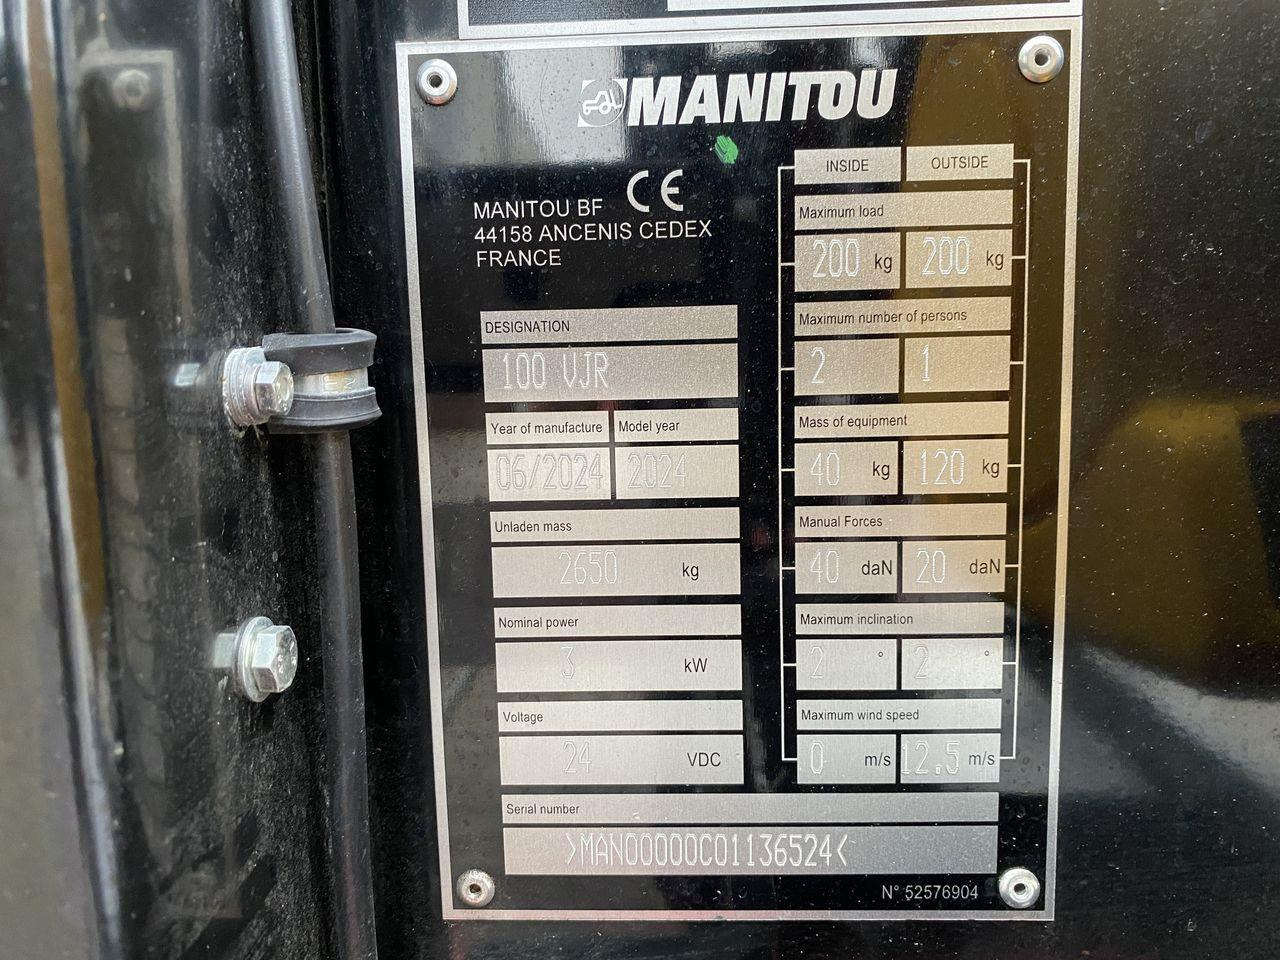 MANITOU
CE
MANITOU BF
44158 ANCENIS CEDEX
FRANCE
DESIGNATION
100 VJR
Year of manufacture Model year
06/2024 2024
Unladen mass
2650 kg
Nominal power
3 kW
Voltage
24 VDC
INSIDE OUTSIDE
Maximum load
200 kg 200 kg
Maximum number of persons
2 1
Mass of equipment
40 kg 120 kg
Manual Forces
40 daN 20 daN
Maximum inclination
2 ° 2 °
Maximum wind speed
0 m/s 12.5 m/s
Serial number
>MAN00000C01136524<
N° 52576904